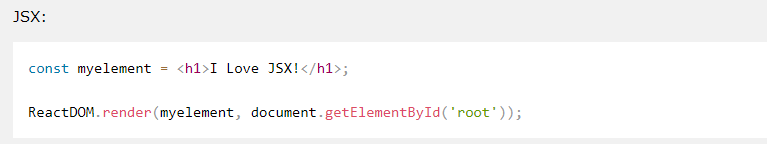 JSX:
const myelement = <h1>I Love JSX!</h1>;
ReactDOM.render(myelement, document.getElementById('root'));